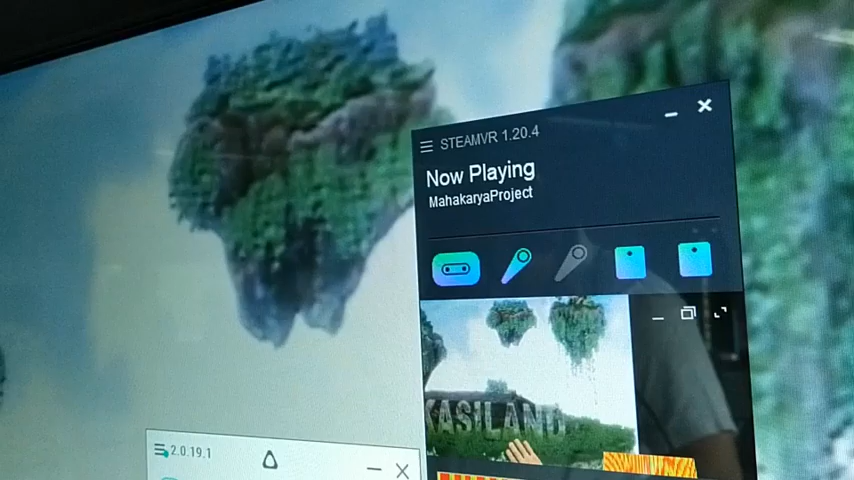 STEAMVR 1.20.4
Now Playing
MahakaryaProject
KASILAND
2.0.19.1